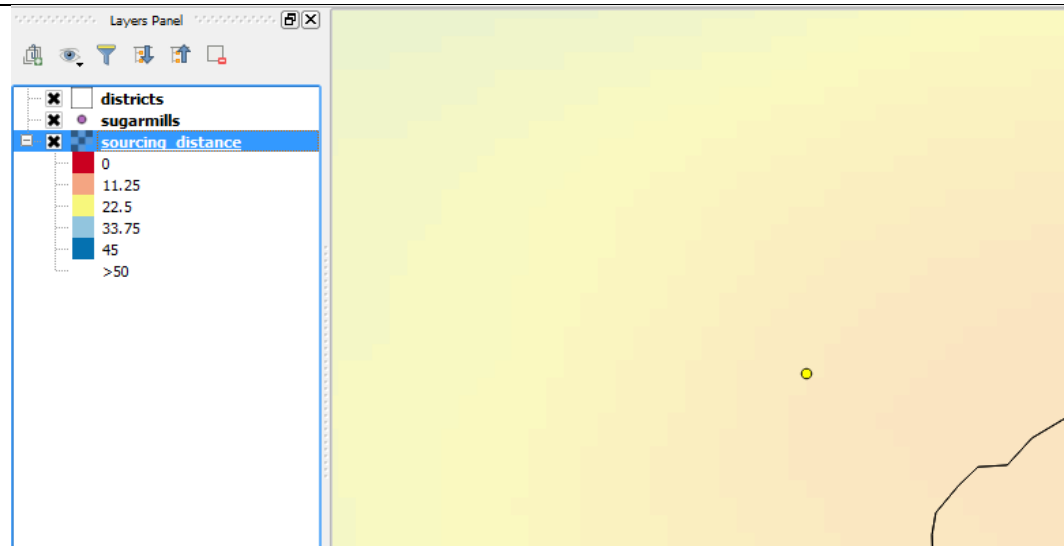 Layers Panel
districts
sugarmills
sourcing_distance
0
11.25
22.5
33.75
45
>50